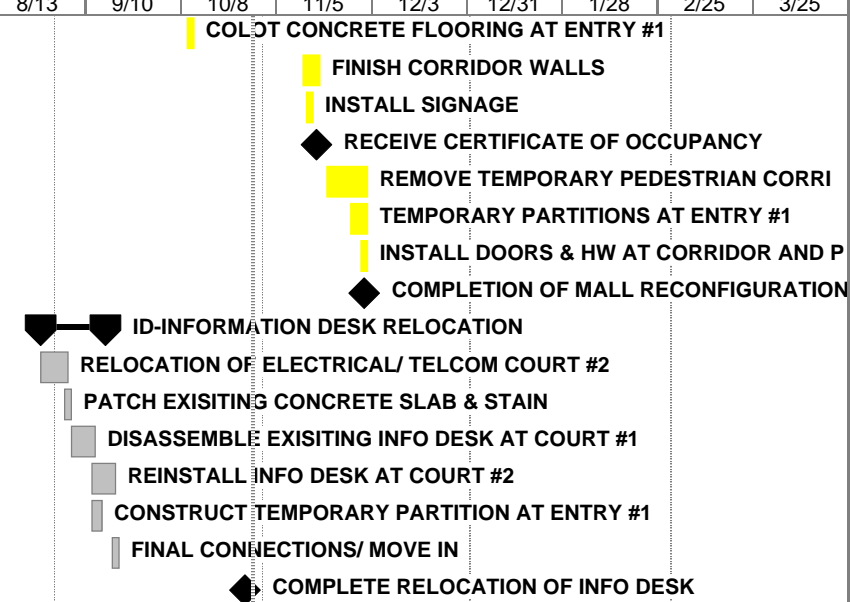 8/13 9/10 10/8 11/5 12/3 12/31 1/28 2/25 3/25
COLOT CONCRETE FLOORING AT ENTRY #1
FINISH CORRIDOR WALLS
INSTALL SIGNAGE
RECEIVE CERTIFICATE OF OCCUPANCY
REMOVE TEMPORARY PEDESTRIAN CORRI
TEMPORARY PARTITIONS AT ENTRY #1
INSTALL DOORS & HW AT CORRIDOR AND P
COMPLETION OF MALL RECONFIGURATION
ID-INFORMATION DESK RELOCATION
RELOCATION OF ELECTRICAL/ TELCOM COURT #2
PATCH EXISITING CONCRETE SLAB & STAIN
DISASSEMBLE EXISITING INFO DESK AT COURT #1
REINSTALL INFO DESK AT COURT #2
CONSTRUCT TEMPORARY PARTITION AT ENTRY #1
FINAL CONNECTIONS/ MOVE IN
COMPLETE RELOCATION OF INFO DESK